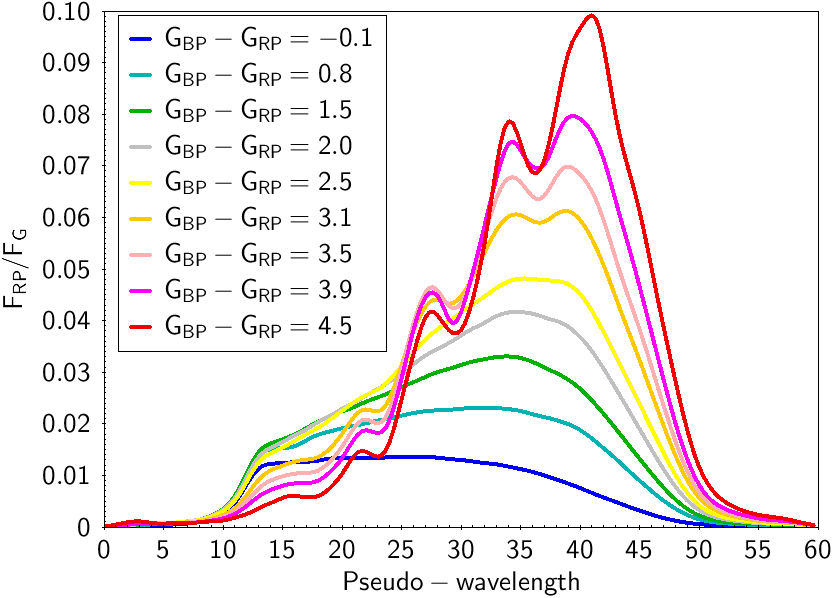 0.10
0.09
0.08
0.07
0.06
0.05
0.04
0.03
0.02
0.01
0
F_RP/F_G
G_BP − G_RP = −0.1
G_BP − G_RP = 0.8
G_BP − G_RP = 1.5
G_BP − G_RP = 2.0
G_BP − G_RP = 2.5
G_BP − G_RP = 3.1
G_BP − G_RP = 3.5
G_BP − G_RP = 3.9
G_BP − G_RP = 4.5
0 5 10 15 20 25 30 35 40 45 50 55 60
Pseudo − wavelength